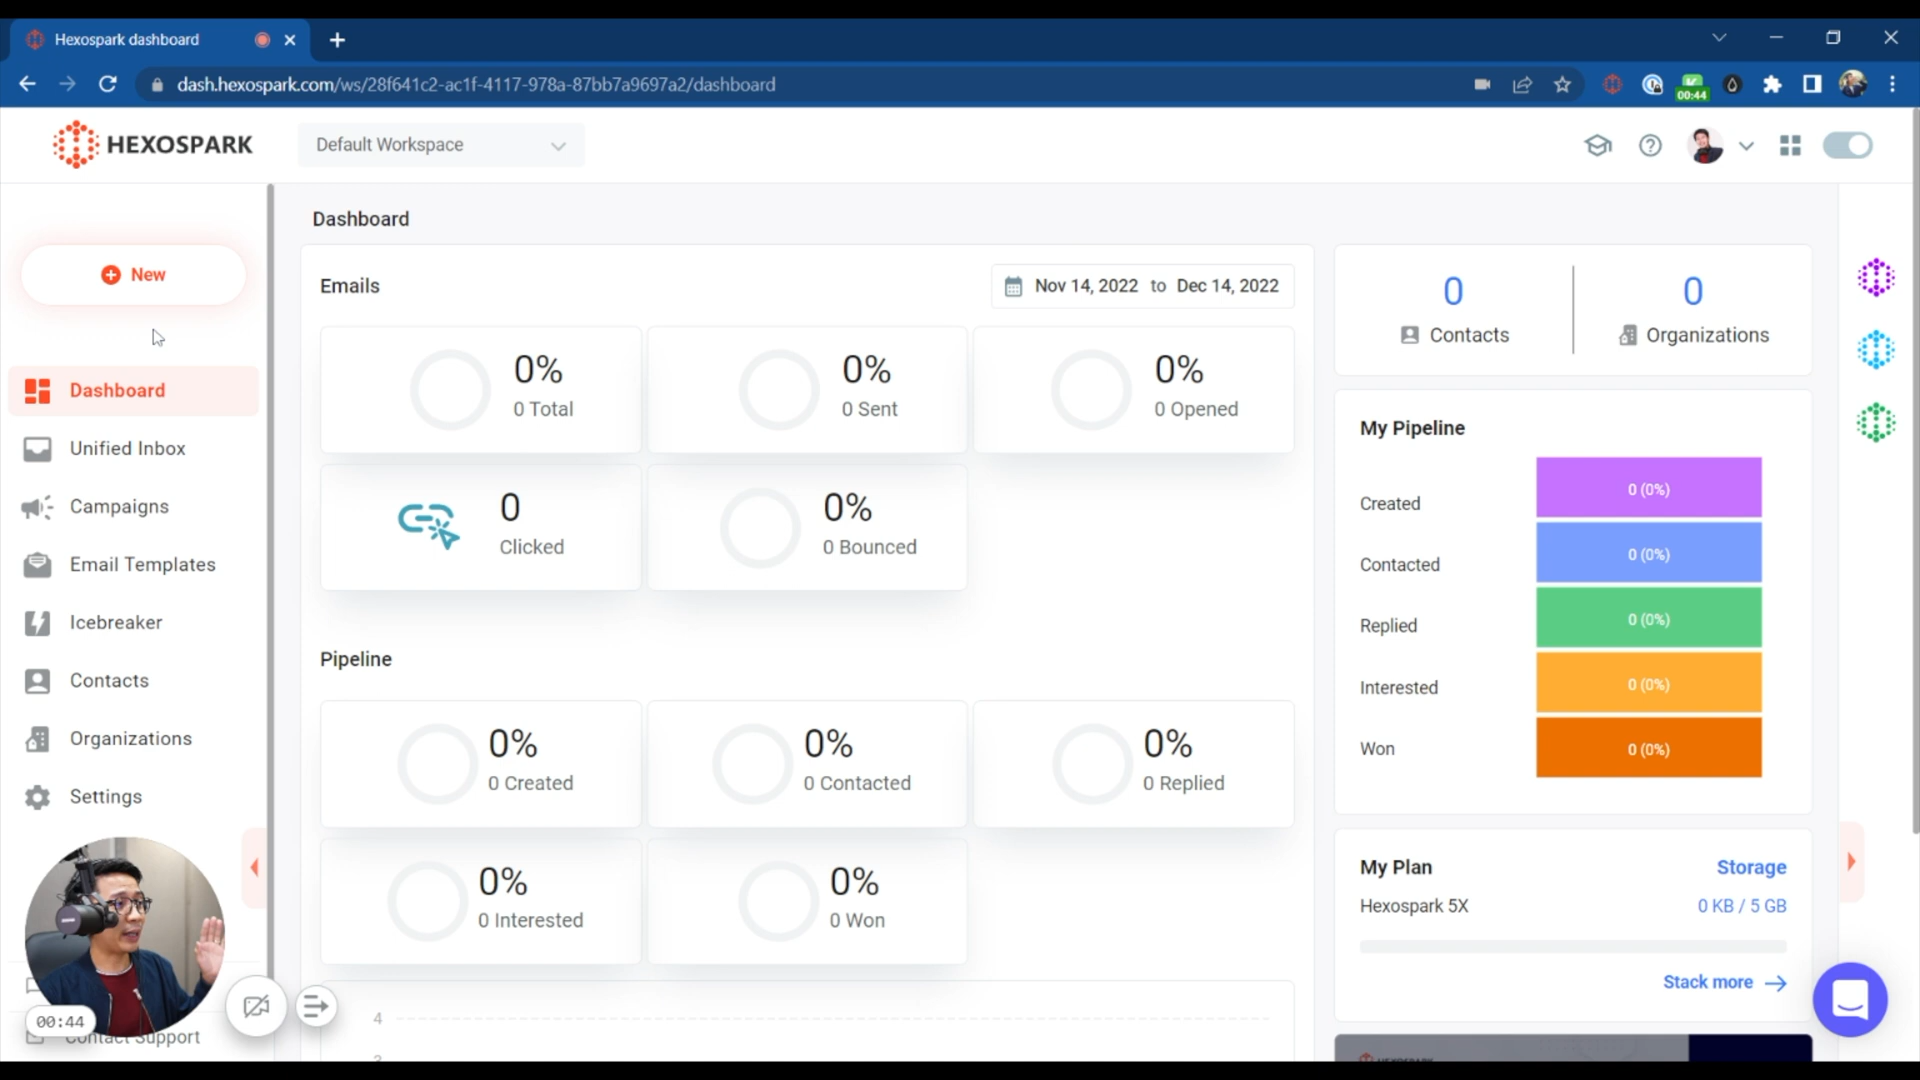 Hexospark dashboard
dash.hexospark.com/ws/28f641c2-ac1f-4117-978a-87bb7a9697a2/dashboard
00:44
HEXOSPARK
Default Workspace
New
Dashboard
Unified Inbox
Campaigns
Email Templates
Icebreaker
Contacts
Organizations
Settings
00:44
Contact Support
Dashboard
Emails
Nov 14, 2022 to Dec 14, 2022
0%
0 Total
0%
0 Sent
0%
0 Opened
0
Clicked
0%
0 Bounced
Pipeline
0%
0 Created
0%
0 Contacted
0%
0 Replied
0%
0 Interested
0%
0 Won
4
3
0
Contacts
0
Organizations
My Pipeline
Created 0 (0%)
Contacted 0 (0%)
Replied 0 (0%)
Interested 0 (0%)
Won 0 (0%)
My Plan Storage
Hexospark 5X 0 KB / 5 GB
Stack more
HEXOSPARK